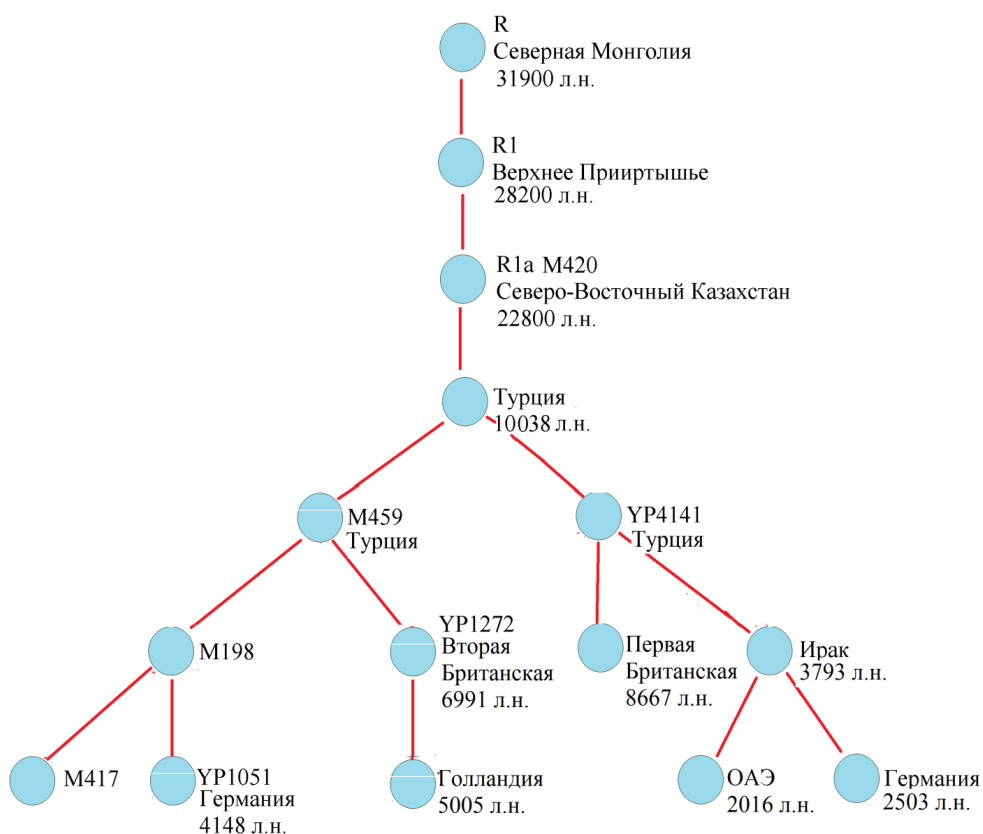 R
Северная Монголия
31900 л.н.
R1
Верхнее Прииртышье
28200 л.н.
R1a M420
Северо-Восточный Казахстан
22800 л.н.
Турция
10038 л.н.
M459
Турция
YP4141
Турция
M198
YP1272
Вторая
Британская
6991 л.н.
Первая
Британская
8667 л.н.
Ирак
3793 л.н.
M417
YP1051
Германия
4148 л.н.
Голландия
5005 л.н.
ОАЭ
2016 л.н.
Германия
2503 л.н.